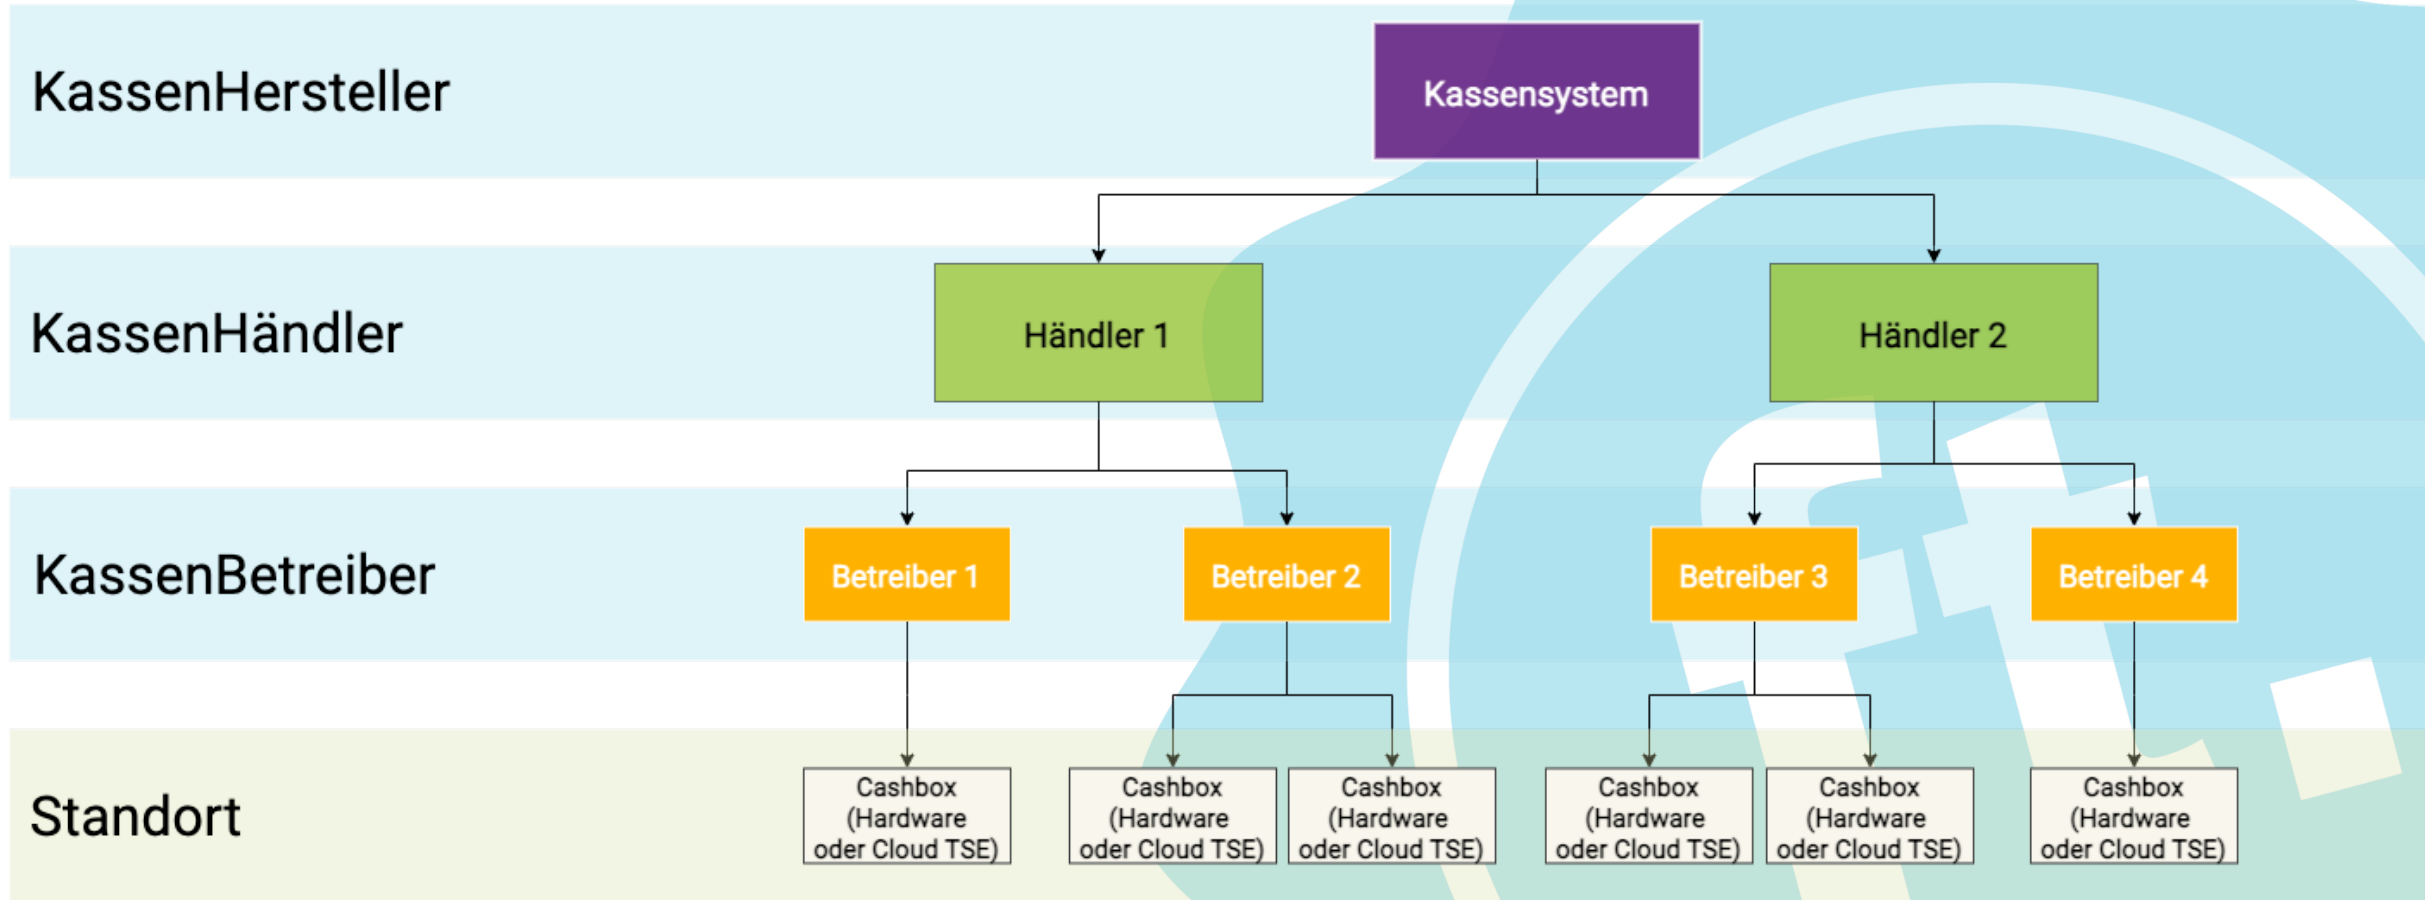 KassenHersteller
Kassensystem
KassenHändler
Händler 1
Händler 2
KassenBetreiber
Betreiber 1
Betreiber 2
Betreiber 3
Betreiber 4
Standort
Cashbox
(Hardware
oder Cloud TSE)
Cashbox
(Hardware
oder Cloud TSE)
Cashbox
(Hardware
oder Cloud TSE)
Cashbox
(Hardware
oder Cloud TSE)
Cashbox
(Hardware
oder Cloud TSE)
Cashbox
(Hardware
oder Cloud TSE)
ft.